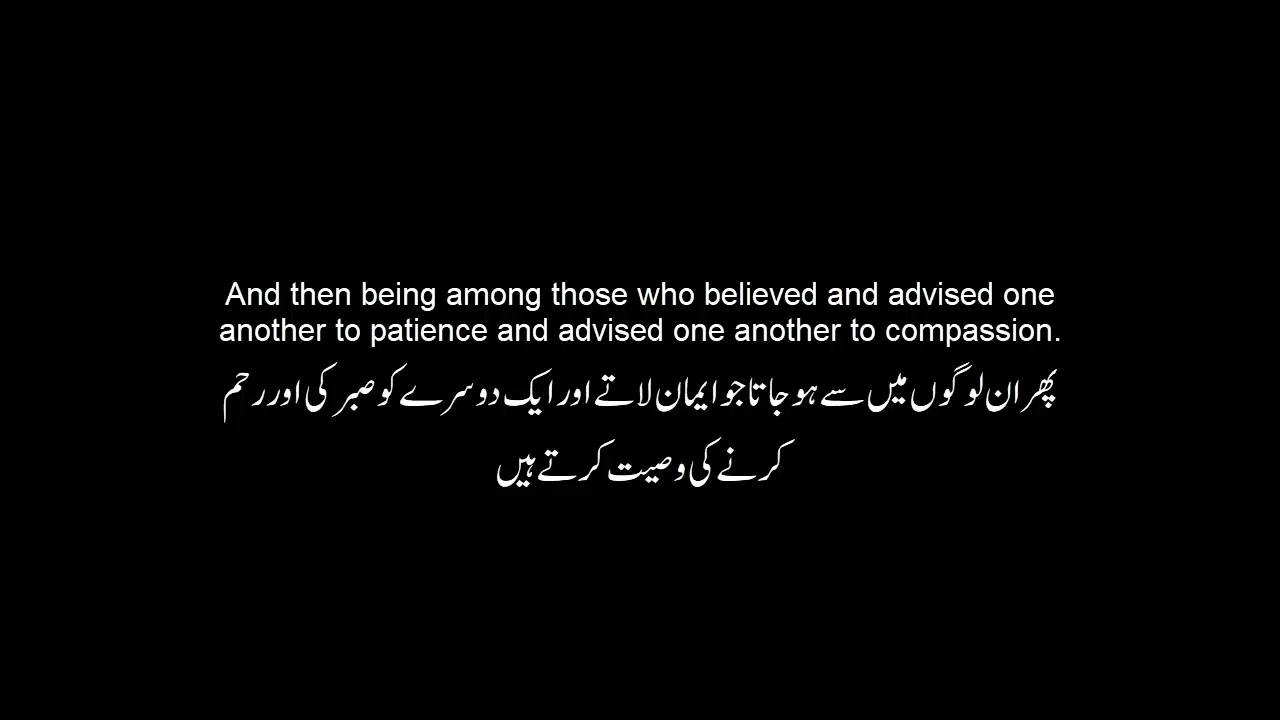 And then being among those who believed and advised one
another to patience and advised one another to compassion.
پھر ان لوگوں میں سے ہو جاتا جو ایمان لاتے اور ایک دوسرے کو صبر کی اور رحم
کرنے کی وصیت کرتے ہیں